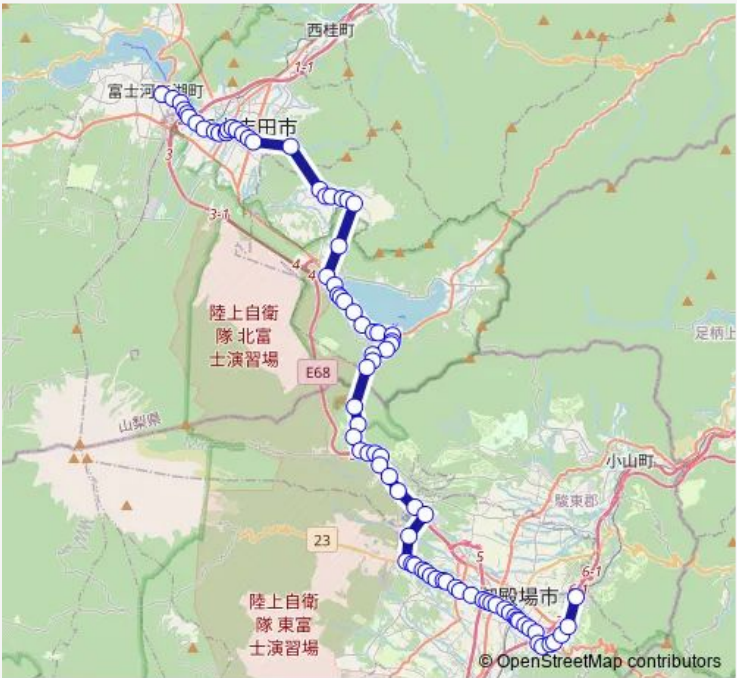 西桂町
1-1
富士河
湖町
吉田市
3
3-1
4
4
陸上自衛
隊 北富
士演習場
足柄上
E68
山梨県
小山町
駿東郡
23
5
6-1
殿場市
陸上自衛
隊 東富
士演習場
© OpenStreetMap contributors